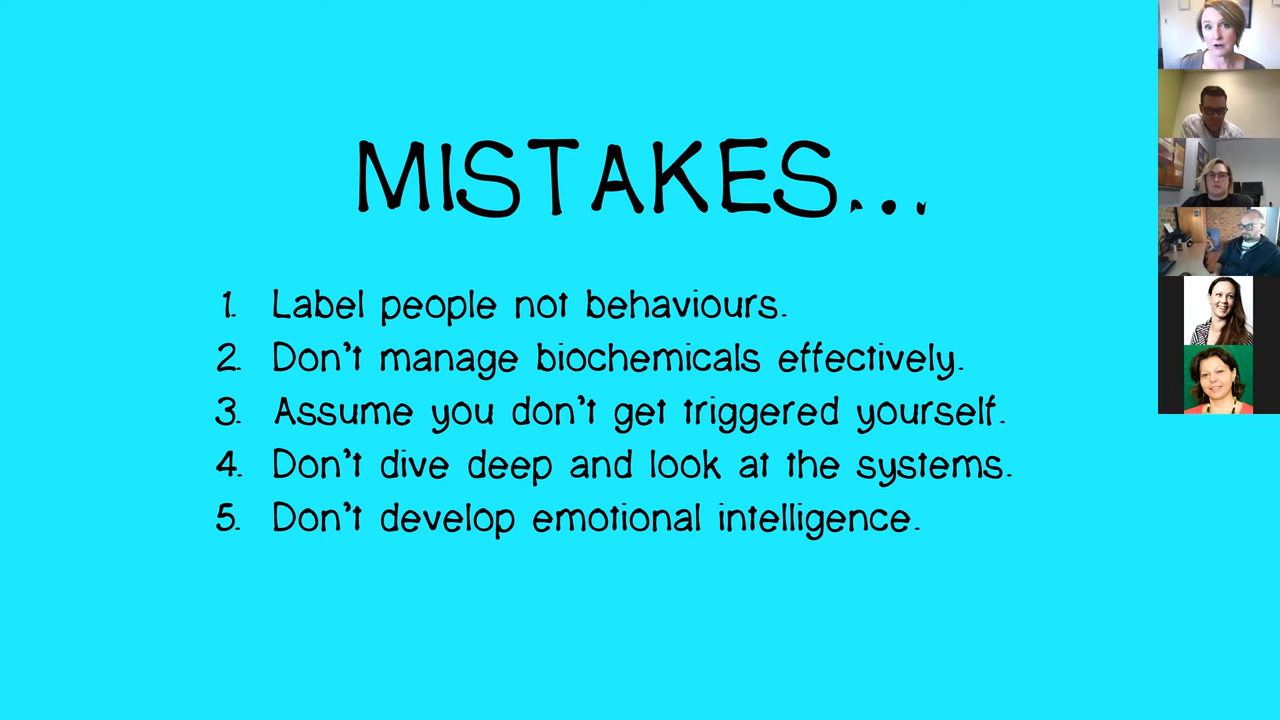 MISTAKES...
1. Label people not behaviours.
2. Don't manage biochemicals effectively.
3. Assume you don't get triggered yourself.
4. Don't dive deep and look at the systems.
5. Don't develop emotional intelligence.